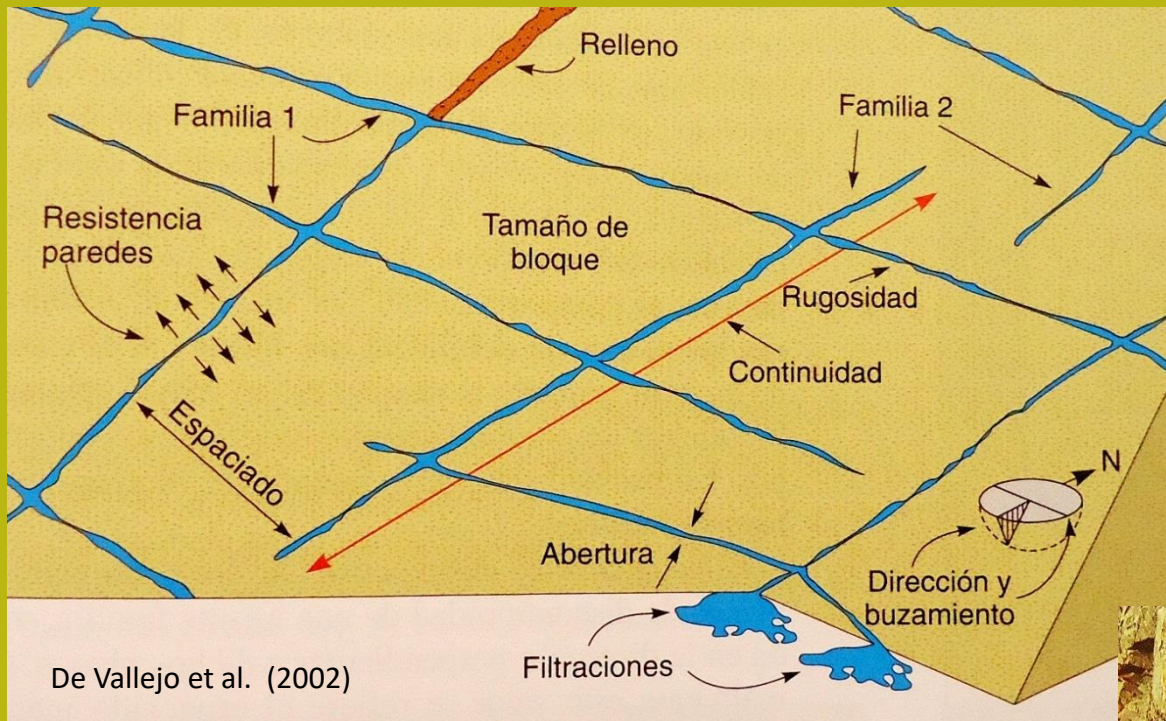 Relleno
Familia 1
Familia 2
Resistencia
paredes
Tamaño de
bloque
Rugosidad
Continuidad
Espaciado
N
Abertura
Dirección y
buzamiento
Filtraciones
De Vallejo et al. (2002)